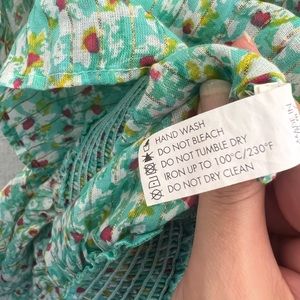 HAND WASH
DO NOT BLEACH
DO NOT TUMBLE DRY
IRON UP TO 100°C/230°F
DO NOT DRY CLEAN